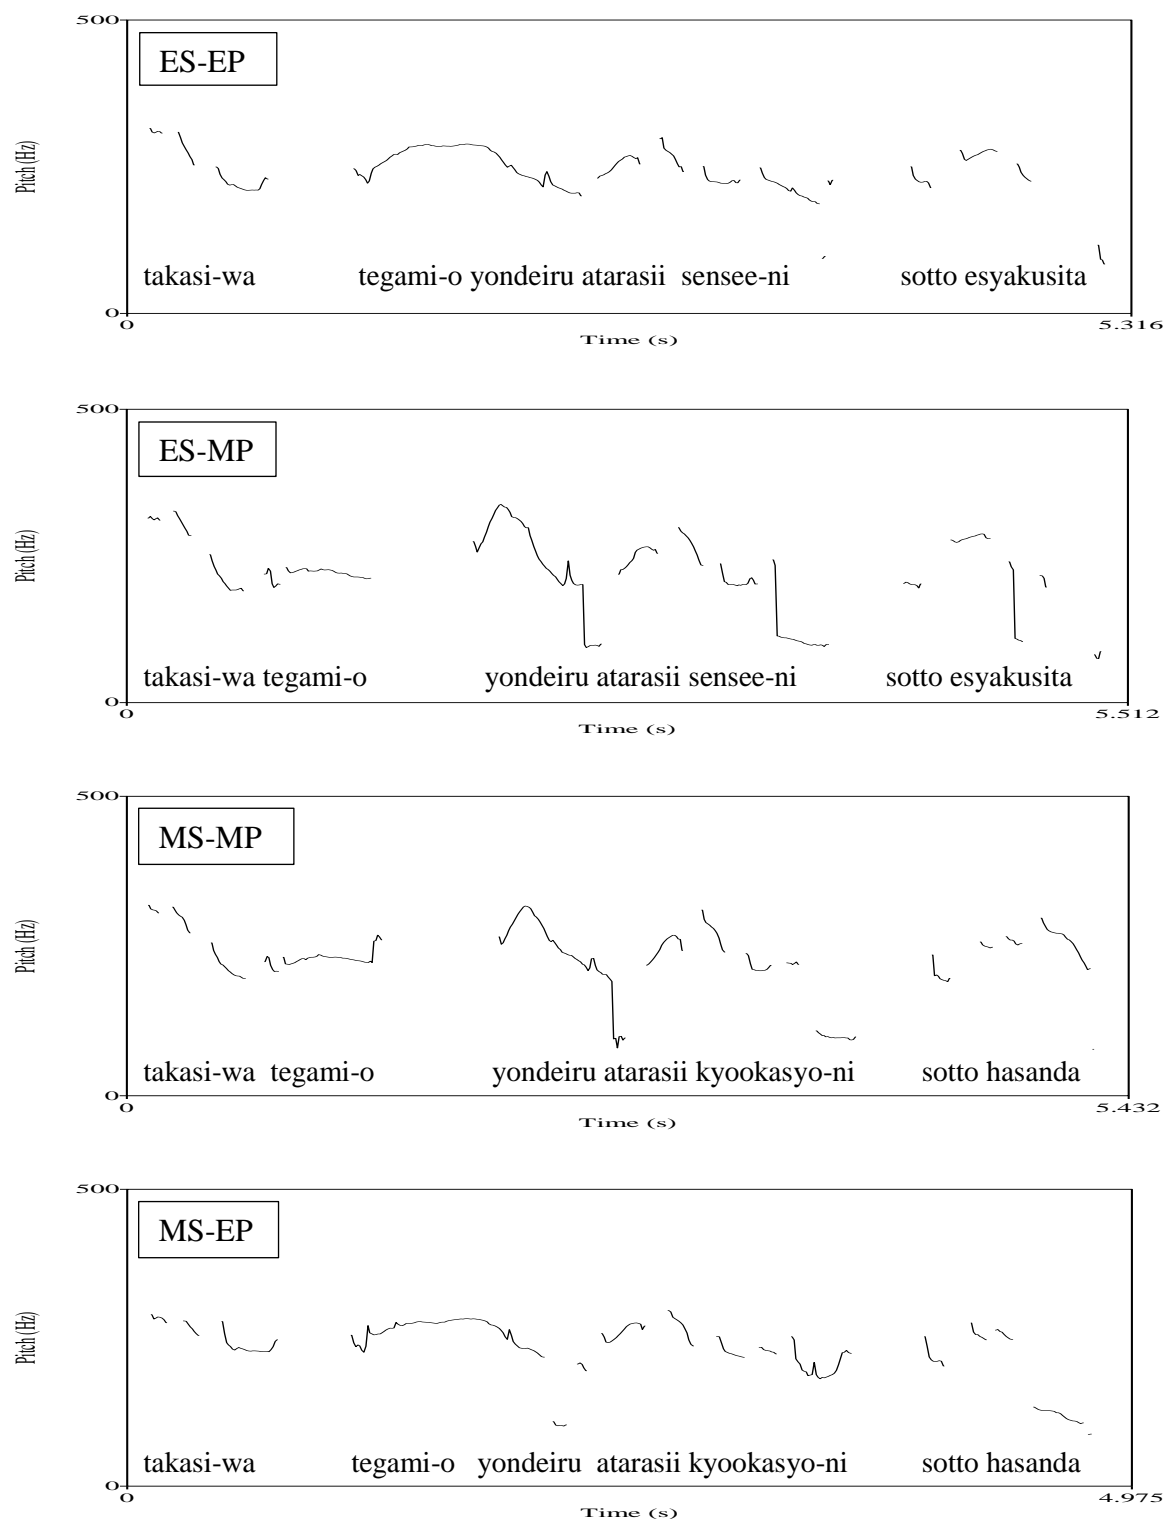 500
ES-EP
Pitch (Hz)
takasi-wa tegami-o yondeiru atarasii sensee-ni sotto esyakusita
0
0 5.316
Time (s)
500
ES-MP
Pitch (Hz)
takasi-wa tegami-o yondeiru atarasii sensee-ni sotto esyakusita
0
0 5.512
Time (s)
500
MS-MP
Pitch (Hz)
takasi-wa tegami-o yondeiru atarasii kyookasyo-ni sotto hasanda
0
0 5.432
Time (s)
500
MS-EP
Pitch (Hz)
takasi-wa tegami-o yondeiru atarasii kyookasyo-ni sotto hasanda
0
0 4.975
Time (s)